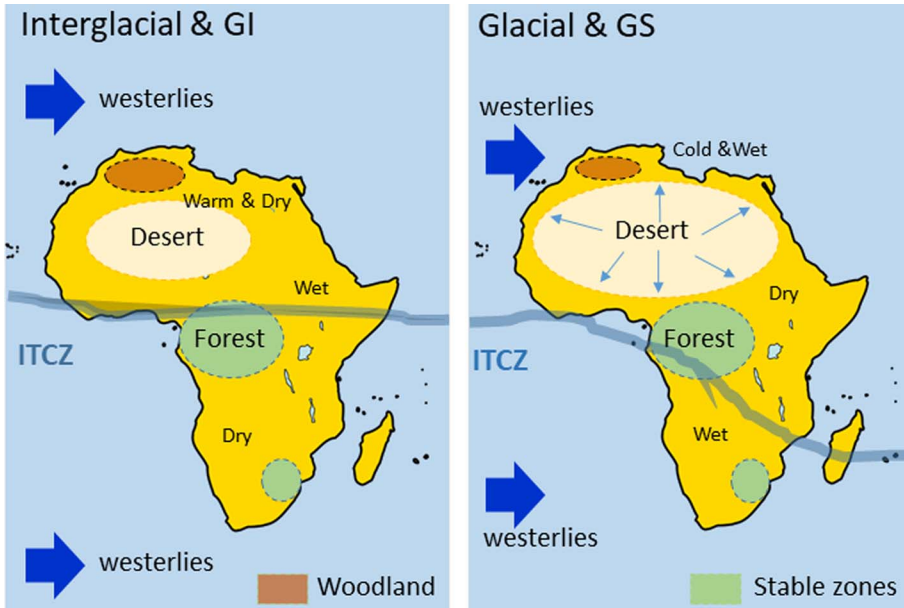 Interglacial & GI
westerlies
Warm & Dry
Desert
Wet
Forest
ITCZ
Dry
westerlies
Woodland
Glacial & GS
westerlies
Cold &Wet
Desert
Dry
Forest
ITCZ
Wet
westerlies
Stable zones